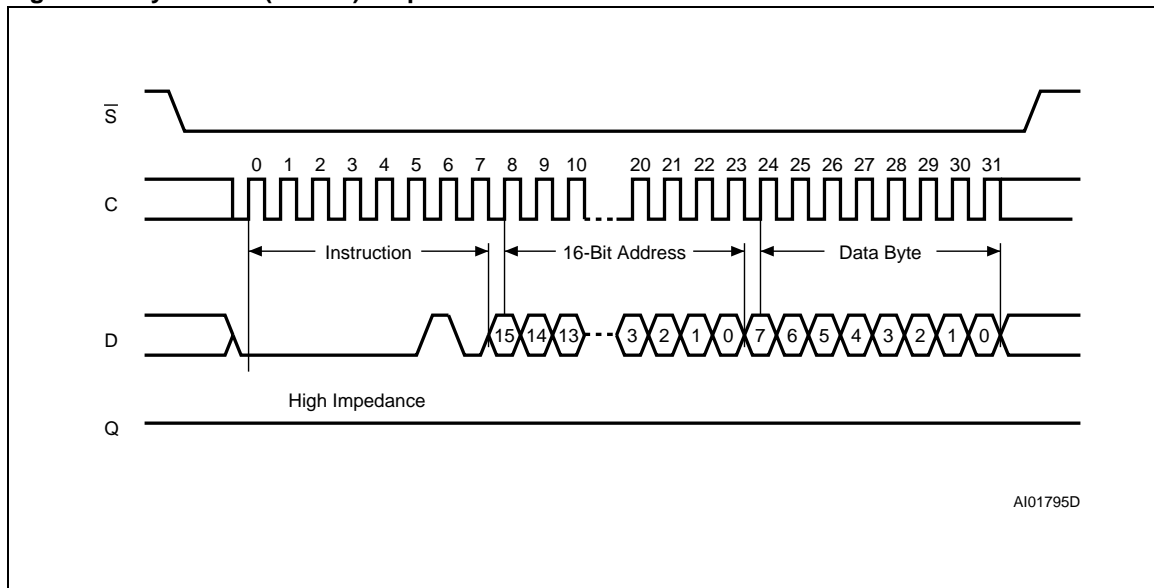 S
0 1 2 3 4 5 6 7 8 9 10 20 21 22 23 24 25 26 27 28 29 30 31
C
Instruction 16-Bit Address Data Byte
D 15 14 13 3 2 1 0 7 6 5 4 3 2 1 0
High Impedance
Q
AI01795D